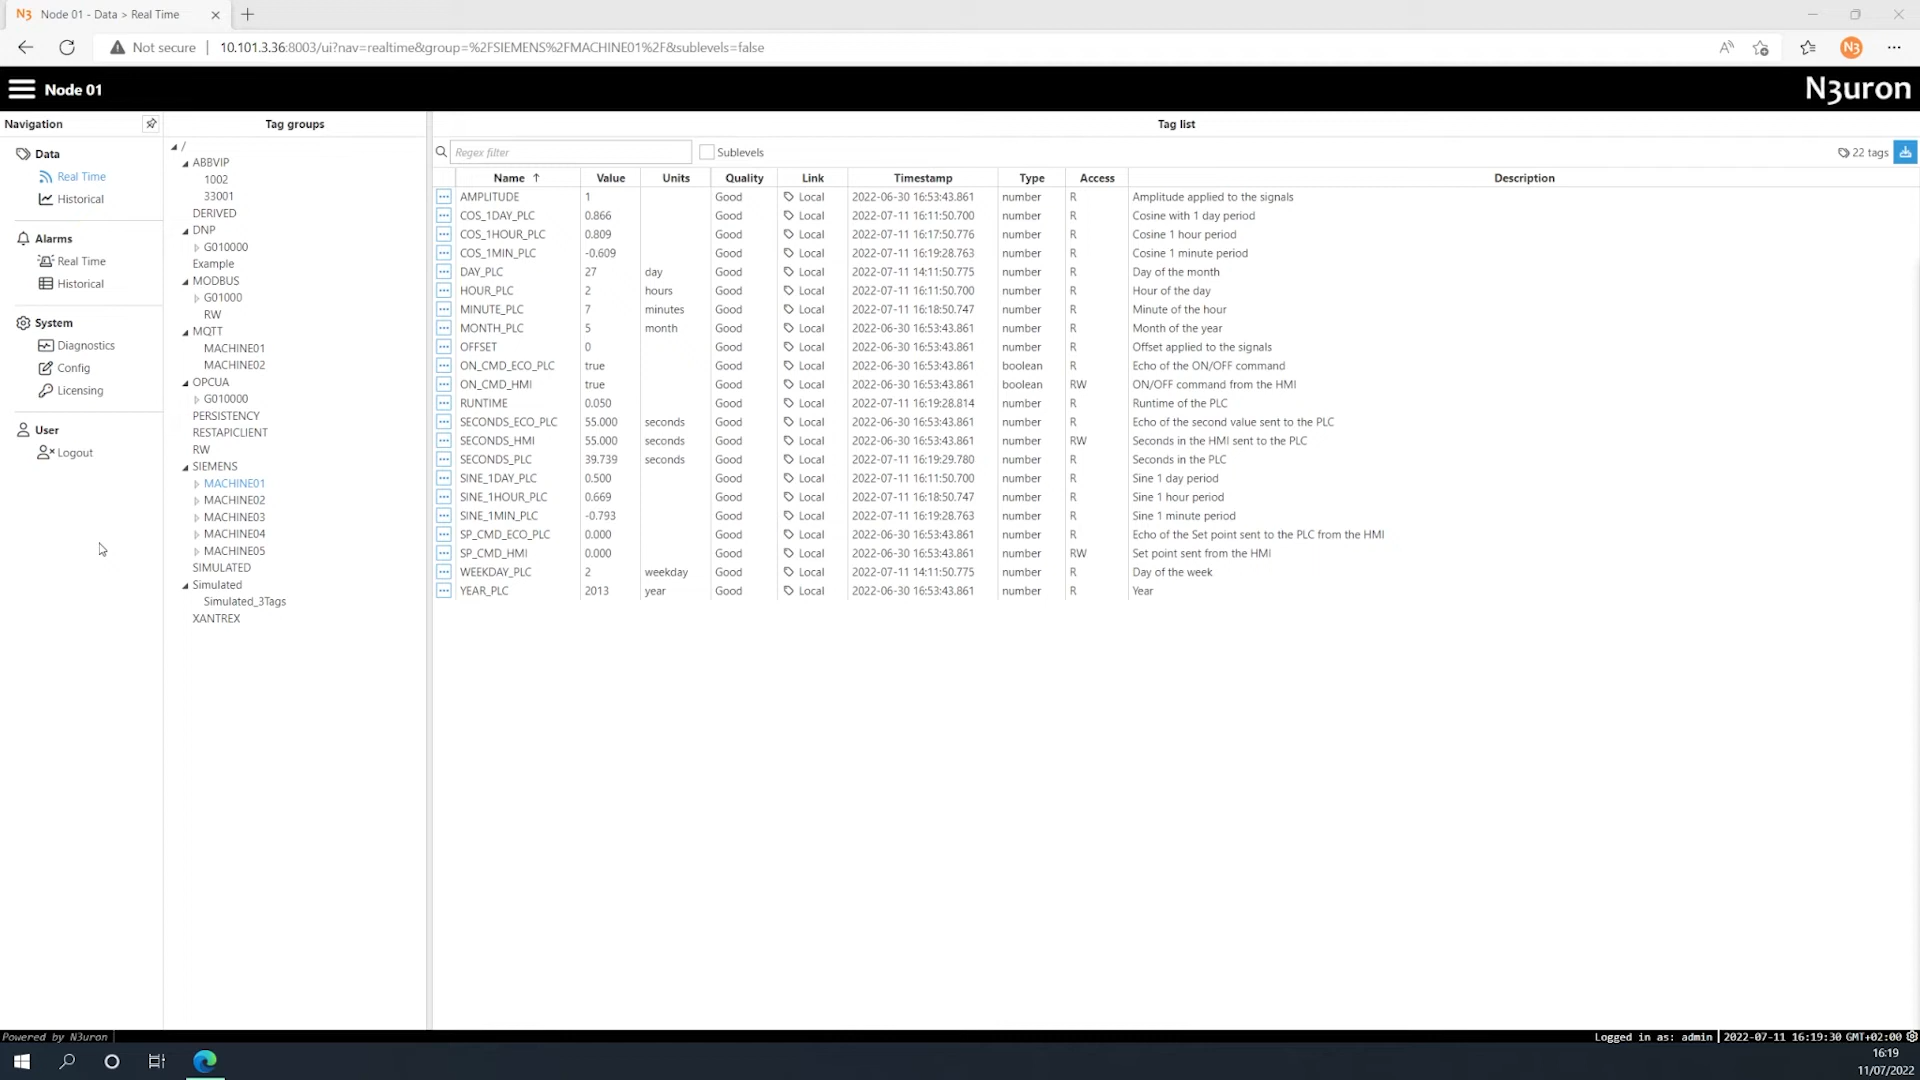 N3 Node 01 - Data > Real Time
Not secure 10.101.3.36:8003/ui?nav=realtime&group=%2FSIEMENS%2FMACHINE01%2F&sublevels=false
N3
Node 01
N3uron
Navigation
Data
Real Time
Historical
Alarms
Real Time
Historical
System
Diagnostics
Config
Licensing
User
Logout
Tag groups
/
ABBVIP
1002
33001
DERIVED
DNP
G010000
Example
MODBUS
G01000
RW
MQTT
MACHINE01
MACHINE02
OPCUA
G010000
PERSISTENCY
RESTAPICLIENT
RW
SIEMENS
MACHINE01
MACHINE02
MACHINE03
MACHINE04
MACHINE05
SIMULATED
Simulated
Simulated_3Tags
XANTREX
Tag list
Regex filter Sublevels 22 tags
Name ↑ Value Units Quality Link Timestamp Type Access Description
AMPLITUDE 1 Good Local 2022-06-30 16:53:43.861 number R Amplitude applied to the signals
COS_1DAY_PLC 0.866 Good Local 2022-07-11 16:11:50.700 number R Cosine with 1 day period
COS_1HOUR_PLC 0.809 Good Local 2022-07-11 16:17:50.776 number R Cosine 1 hour period
COS_1MIN_PLC -0.609 Good Local 2022-07-11 16:19:28.763 number R Cosine 1 minute period
DAY_PLC 27 day Good Local 2022-07-11 14:11:50.775 number R Day of the month
HOUR_PLC 2 hours Good Local 2022-07-11 16:11:50.700 number R Hour of the day
MINUTE_PLC 7 minutes Good Local 2022-07-11 16:18:50.747 number R Minute of the hour
MONTH_PLC 5 month Good Local 2022-06-30 16:53:43.861 number R Month of the year
OFFSET 0 Good Local 2022-06-30 16:53:43.861 number R Offset applied to the signals
ON_CMD_ECO_PLC true Good Local 2022-06-30 16:53:43.861 boolean R Echo of the ON/OFF command
ON_CMD_HMI true Good Local 2022-06-30 16:53:43.861 boolean RW ON/OFF command from the HMI
RUNTIME 0.050 Good Local 2022-07-11 16:19:28.814 number R Runtime of the PLC
SECONDS_ECO_PLC 55.000 seconds Good Local 2022-06-30 16:53:43.861 number R Echo of the second value sent to the PLC
SECONDS_HMI 55.000 seconds Good Local 2022-06-30 16:53:43.861 number RW Seconds in the HMI sent to the PLC
SECONDS_PLC 39.739 seconds Good Local 2022-07-11 16:19:29.780 number R Seconds in the PLC
SINE_1DAY_PLC 0.500 Good Local 2022-07-11 16:11:50.700 number R Sine 1 day period
SINE_1HOUR_PLC 0.669 Good Local 2022-07-11 16:18:50.747 number R Sine 1 hour period
SINE_1MIN_PLC -0.793 Good Local 2022-07-11 16:19:28.763 number R Sine 1 minute period
SP_CMD_ECO_PLC 0.000 Good Local 2022-06-30 16:53:43.861 number R Echo of the Set point sent to the PLC from the HMI
SP_CMD_HMI 0.000 Good Local 2022-06-30 16:53:43.861 number RW Set point sent from the HMI
WEEKDAY_PLC 2 weekday Good Local 2022-07-11 14:11:50.775 number R Day of the week
YEAR_PLC 2013 year Good Local 2022-06-30 16:53:43.861 number R Year
Powered by N3uron
Logged in as: admin 2022-07-11 16:19:30 GMT+02:00
16:19
11/07/2022